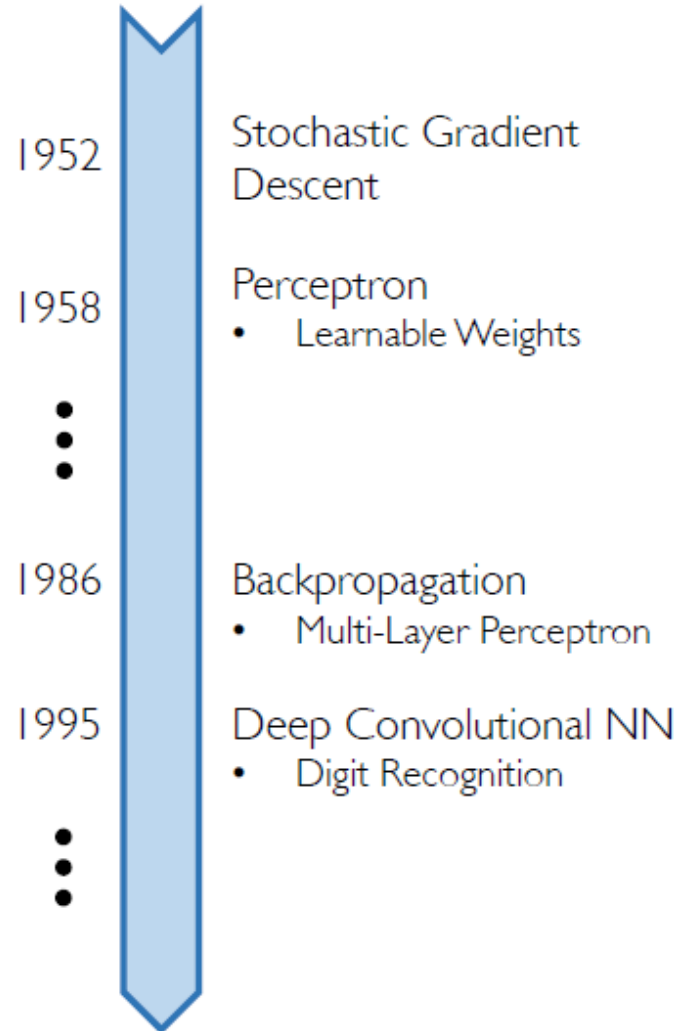 1952
Stochastic Gradient
Descent
1958
Perceptron
• Learnable Weights
1986
Backpropagation
• Multi-Layer Perceptron
1995
Deep Convolutional NN
• Digit Recognition